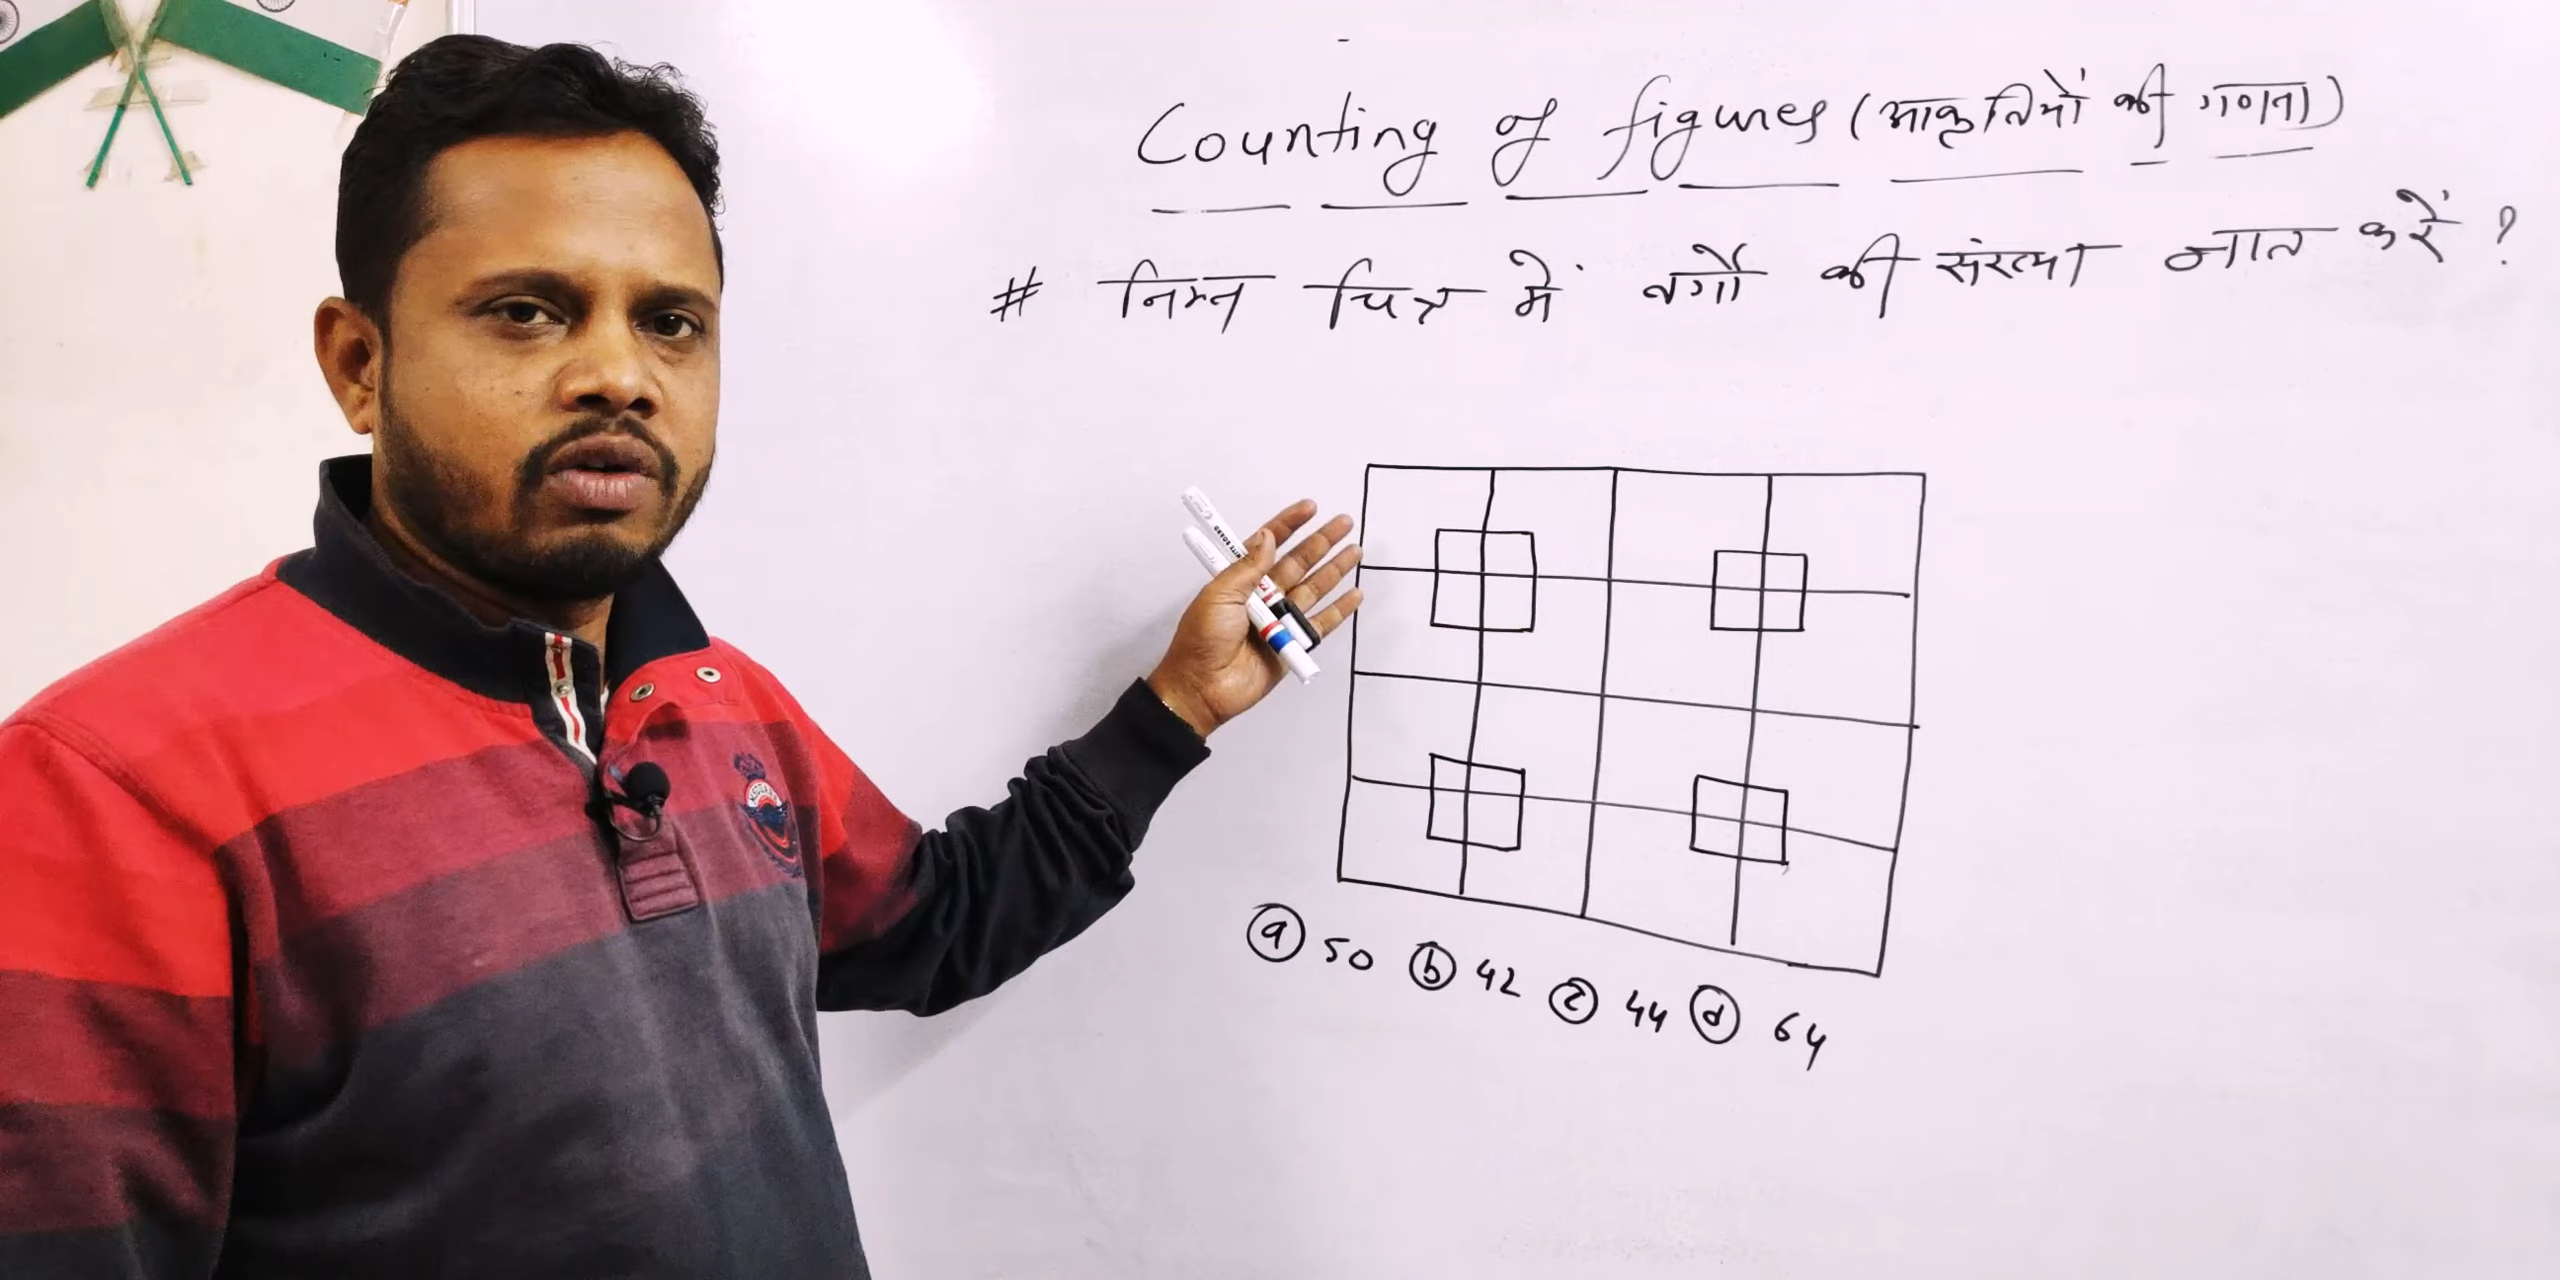 Counting of figures (आकृतियों की गणना)
# निम्न चित्र में वर्गों की संख्या ज्ञात करें ?
(a) 50 (b) 42 (c) 44 (d) 64